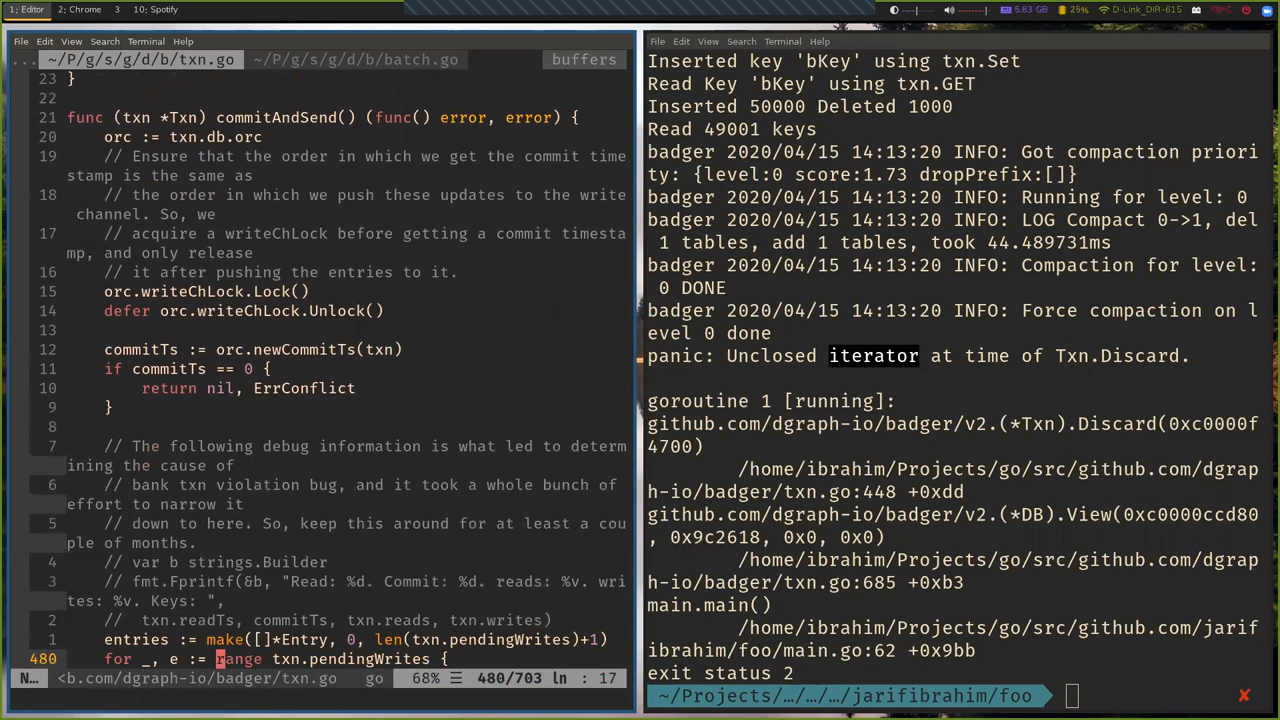 1; Editor 2; Chrome 3 10; Spotify 5.83 GB 25% D-Link_DIR-615
File Edit View Search Terminal Help
... ~/P/g/s/g/d/b/txn.go ~/P/g/s/g/d/b/batch.go buffers
23 }
22
21 func (txn *Txn) commitAndSend() (func() error, error) {
20 orc := txn.db.orc
19 // Ensure that the order in which we get the commit time
stamp is the same as
18 // the order in which we push these updates to the write
channel. So, we
17 // acquire a writeChLock before getting a commit timesta
mp, and only release
16 // it after pushing the entries to it.
15 orc.writeChLock.Lock()
14 defer orc.writeChLock.Unlock()
13
12 commitTs := orc.newCommitTs(txn)
11 if commitTs == 0 {
10 return nil, ErrConflict
9 }
8
7 // The following debug information is what led to determ
ining the cause of
6 // bank txn violation bug, and it took a whole bunch of
effort to narrow it
5 // down to here. So, keep this around for at least a cou
ple of months.
4 // var b strings.Builder
3 // fmt.Fprintf(&b, "Read: %d. Commit: %d. reads: %v. wri
tes: %v. Keys: ",
2 // txn.readTs, commitTs, txn.reads, txn.writes)
1 entries := make([]*Entry, 0, len(txn.pendingWrites)+1)
480 for _, e := range txn.pendingWrites {
N... <b.com/dgraph-io/badger/txn.go go 68% ☰ 480/703 ln : 17
File Edit View Search Terminal Help
Inserted key 'bKey' using txn.Set
Read Key 'bKey' using txn.GET
Inserted 50000 Deleted 1000
Read 49001 keys
badger 2020/04/15 14:13:20 INFO: Got compaction priori
ty: {level:0 score:1.73 dropPrefix:[]}
badger 2020/04/15 14:13:20 INFO: Running for level: 0
badger 2020/04/15 14:13:20 INFO: LOG Compact 0->1, del
1 tables, add 1 tables, took 44.489731ms
badger 2020/04/15 14:13:20 INFO: Compaction for level:
0 DONE
badger 2020/04/15 14:13:20 INFO: Force compaction on l
evel 0 done
panic: Unclosed iterator at time of Txn.Discard.
goroutine 1 [running]:
github.com/dgraph-io/badger/v2.(*Txn).Discard(0xc0000f
4700)
/home/ibrahim/Projects/go/src/github.com/dgrap
h-io/badger/txn.go:448 +0xdd
github.com/dgraph-io/badger/v2.(*DB).View(0xc0000ccd80
, 0x9c2618, 0x0, 0x0)
/home/ibrahim/Projects/go/src/github.com/dgrap
h-io/badger/txn.go:685 +0xb3
main.main()
/home/ibrahim/Projects/go/src/github.com/jarif
ibrahim/foo/main.go:62 +0x9bb
exit status 2
~/Projects/…/…/…/jarifibrahim/foo ✘